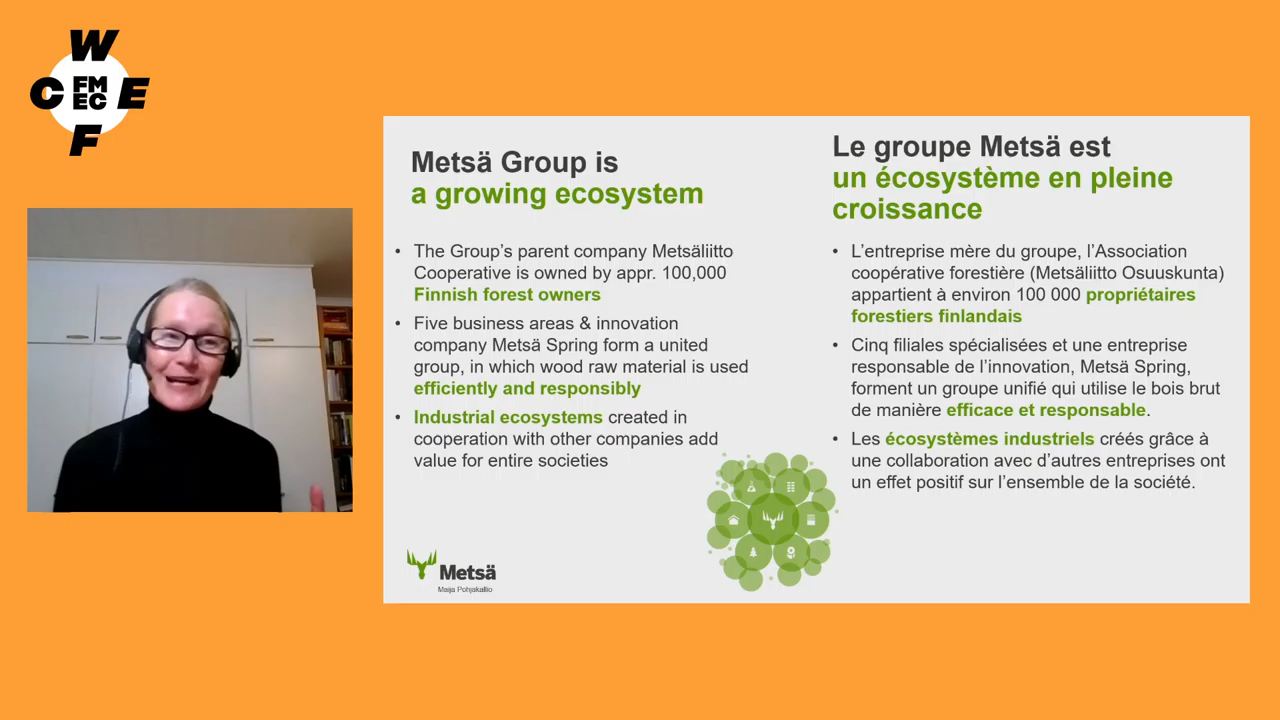 W
C FM E
EC
F
Metsä Group is
a growing ecosystem
• The Group's parent company Metsäliitto
Cooperative is owned by appr. 100,000
Finnish forest owners
• Five business areas & innovation
company Metsä Spring form a united
group, in which wood raw material is used
efficiently and responsibly
• Industrial ecosystems created in
cooperation with other companies add
value for entire societies
Metsä
Maija Pohjakallio
Le groupe Metsä est
un écosystème en pleine
croissance
• L'entreprise mère du groupe, l'Association
coopérative forestière (Metsäliitto Osuuskunta)
appartient à environ 100 000 propriétaires
forestiers finlandais
• Cinq filiales spécialisées et une entreprise
responsable de l'innovation, Metsä Spring,
forment un groupe unifié qui utilise le bois brut
de manière efficace et responsable.
• Les écosystèmes industriels créés grâce à
une collaboration avec d'autres entreprises ont
un effet positif sur l'ensemble de la société.